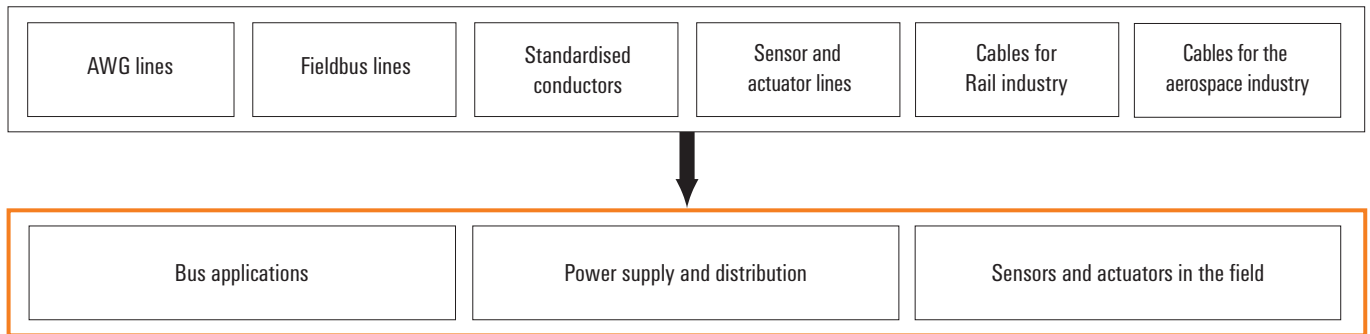 AWG lines
Fieldbus lines
Standardised
conductors
Sensor and
actuator lines
Cables for
Rail industry
Cables for the
aerospace industry
Bus applications
Power supply and distribution
Sensors and actuators in the field